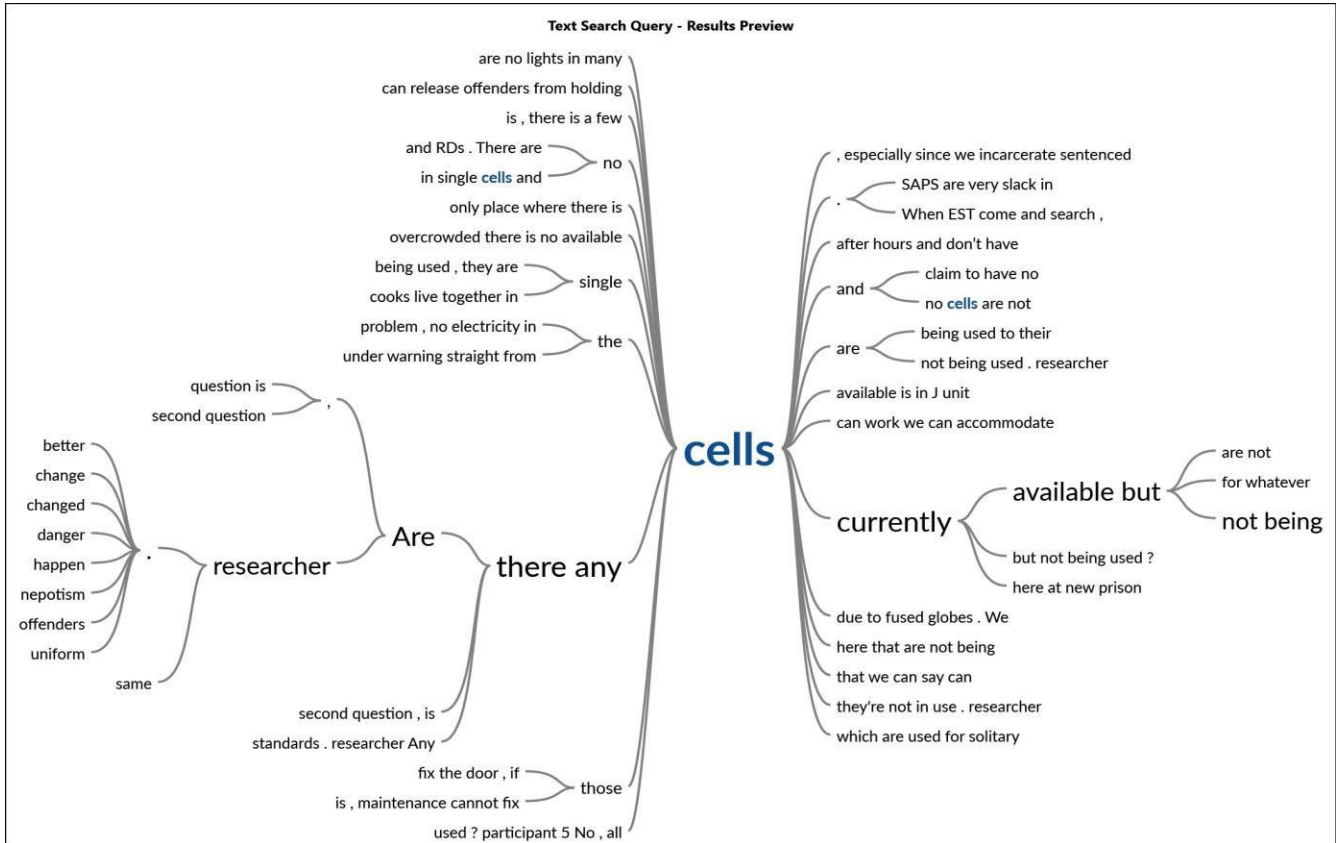 Text Search Query - Results Preview
are no lights in many
can release offenders from holding
is , there is a few
and RDs . There are
in single cells and
no
only place where there is
overcrowded there is no available
being used , they are
cooks live together in
single
problem , no electricity in
under warning straight from
the
question is
second question
,
better
change
changed
danger
happen
nepotism
offenders
uniform
.
same
researcher
Are
there any
second question , is
standards . researcher Any
fix the door , if
is , maintenance cannot fix
those
used ? participant 5 No , all
cells
, especially since we incarcerate sentenced
.
SAPS are very slack in
When EST come and search ,
after hours and don't have
and
claim to have no
no cells are not
are
being used to their
not being used . researcher
available is in J unit
can work we can accommodate
currently
available but
are not
for whatever
not being
but not being used ?
here at new prison
due to fused globes . We
here that are not being
that we can say can
they're not in use . researcher
which are used for solitary